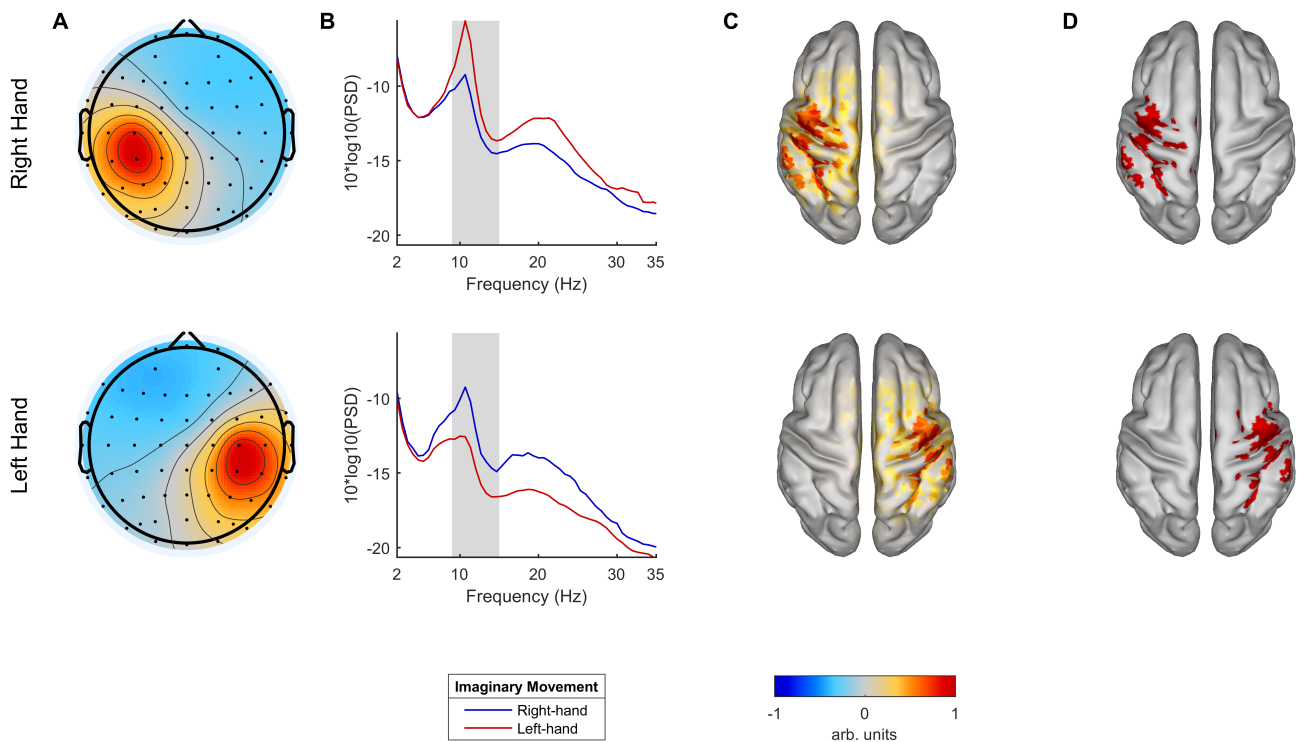 A
B
C
D
Right Hand
10*log10(PSD)
-10
-15
-20
2
10
20
30
35
Frequency (Hz)
Left Hand
10*log10(PSD)
-10
-15
-20
2
10
20
30
35
Frequency (Hz)
Imaginary Movement
Right-hand
Left-hand
-1
0
1
arb. units